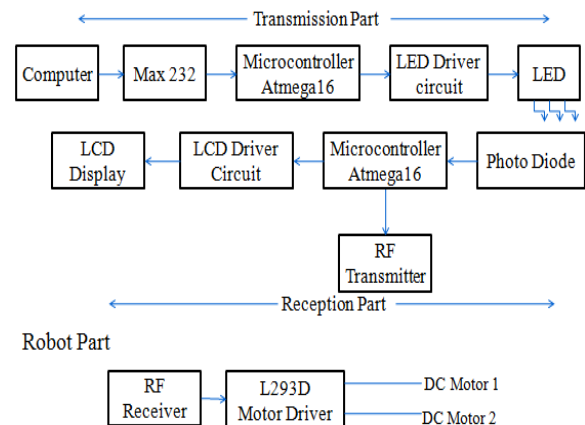 Transmission Part
Computer
Max 232
Microcontroller
Atmega16
LED Driver
circuit
LED
LCD
Display
LCD Driver
Circuit
Microcontroller
Atmega16
Photo Diode
RF
Transmitter
Reception Part
Robot Part
RF
Receiver
L293D
Motor Driver
DC Motor 1
DC Motor 2